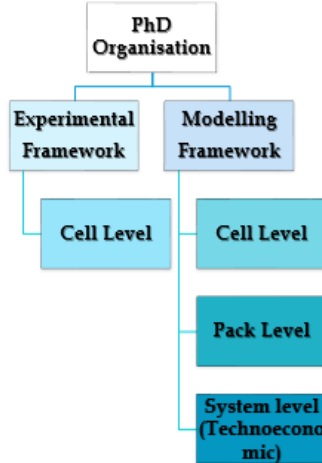 PhD
Organisation
Experimental
Framework
Modelling
Framework
Cell Level
Cell Level
Pack Level
System level
(Technoecono
mic)